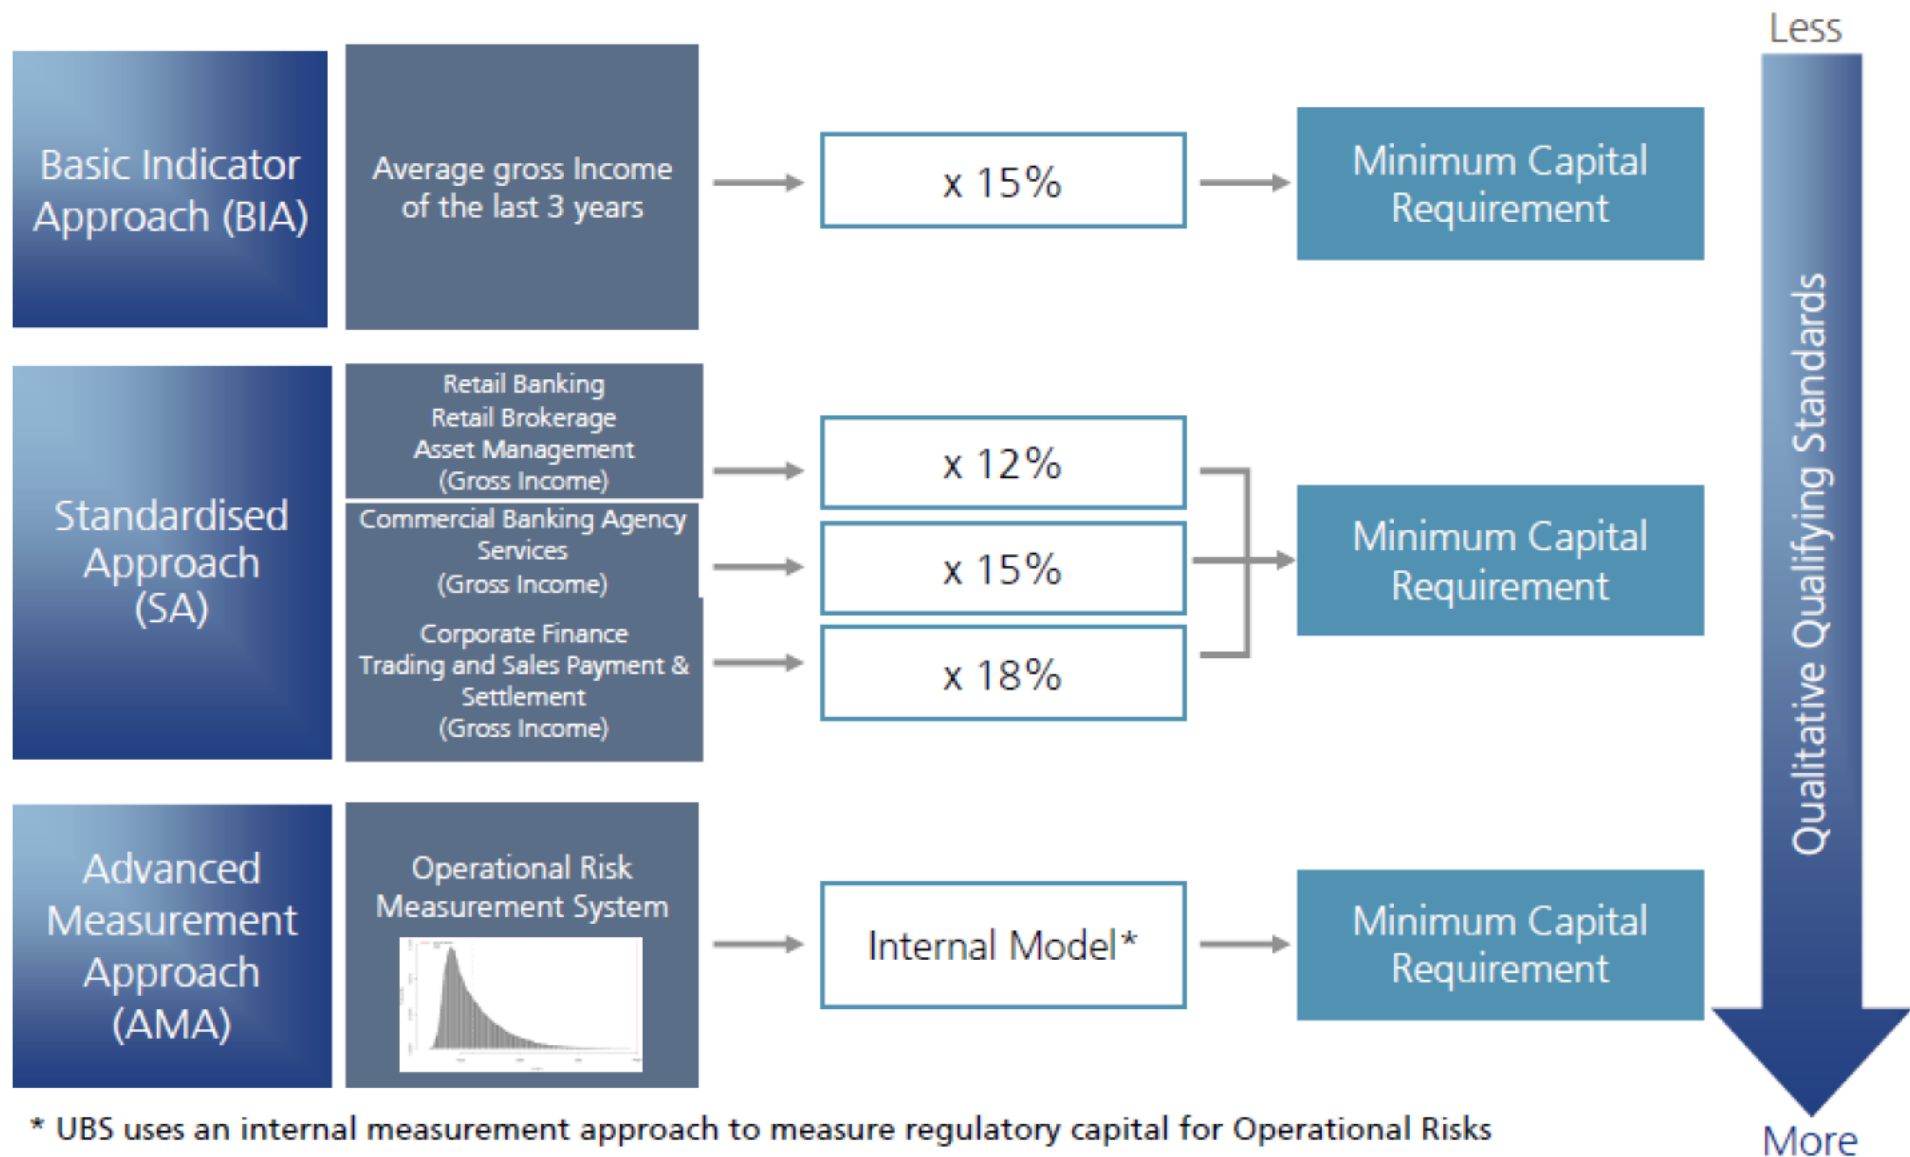 Less
Basic Indicator
Approach (BIA)
Average gross Income
of the last 3 years
x 15%
Minimum Capital
Requirement
Standardised
Approach
(SA)
Retail Banking
Retail Brokerage
Asset Management
(Gross Income)
x 12%
Commercial Banking Agency
Services
(Gross Income)
x 15%
Corporate Finance
Trading and Sales Payment &
Settlement
(Gross Income)
x 18%
Minimum Capital
Requirement
Advanced
Measurement
Approach
(AMA)
Operational Risk
Measurement System
Internal Model*
Minimum Capital
Requirement
Qualitative Qualifying Standards
More
* UBS uses an internal measurement approach to measure regulatory capital for Operational Risks